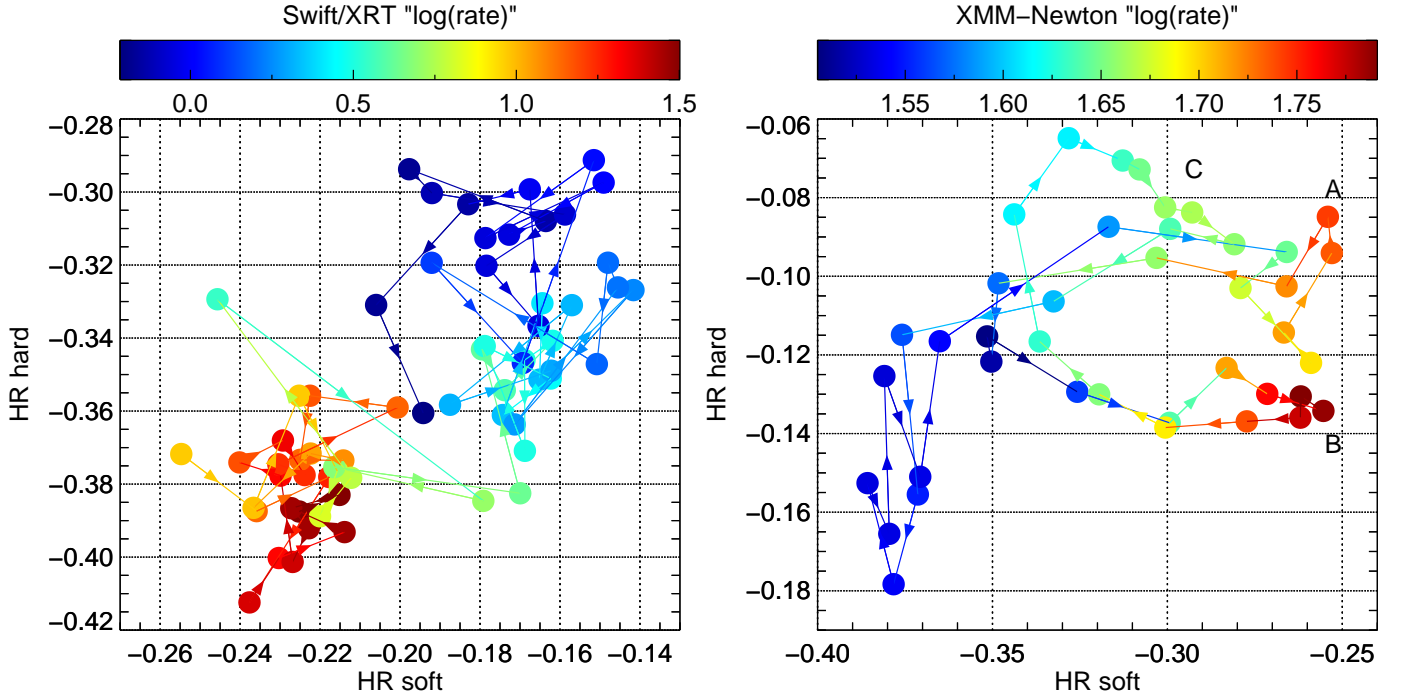 Swift/XRT "log(rate)"
0.0 0.5 1.0 1.5
−0.28
−0.30
−0.32
−0.34
−0.36
−0.38
−0.40
−0.42
HR hard
−0.26 −0.24 −0.22 −0.20 −0.18 −0.16 −0.14
HR soft
XMM−Newton "log(rate)"
1.55 1.60 1.65 1.70 1.75
−0.06
−0.08
−0.10
−0.12
−0.14
−0.16
−0.18
HR hard
C
A
B
−0.40 −0.35 −0.30 −0.25
HR soft